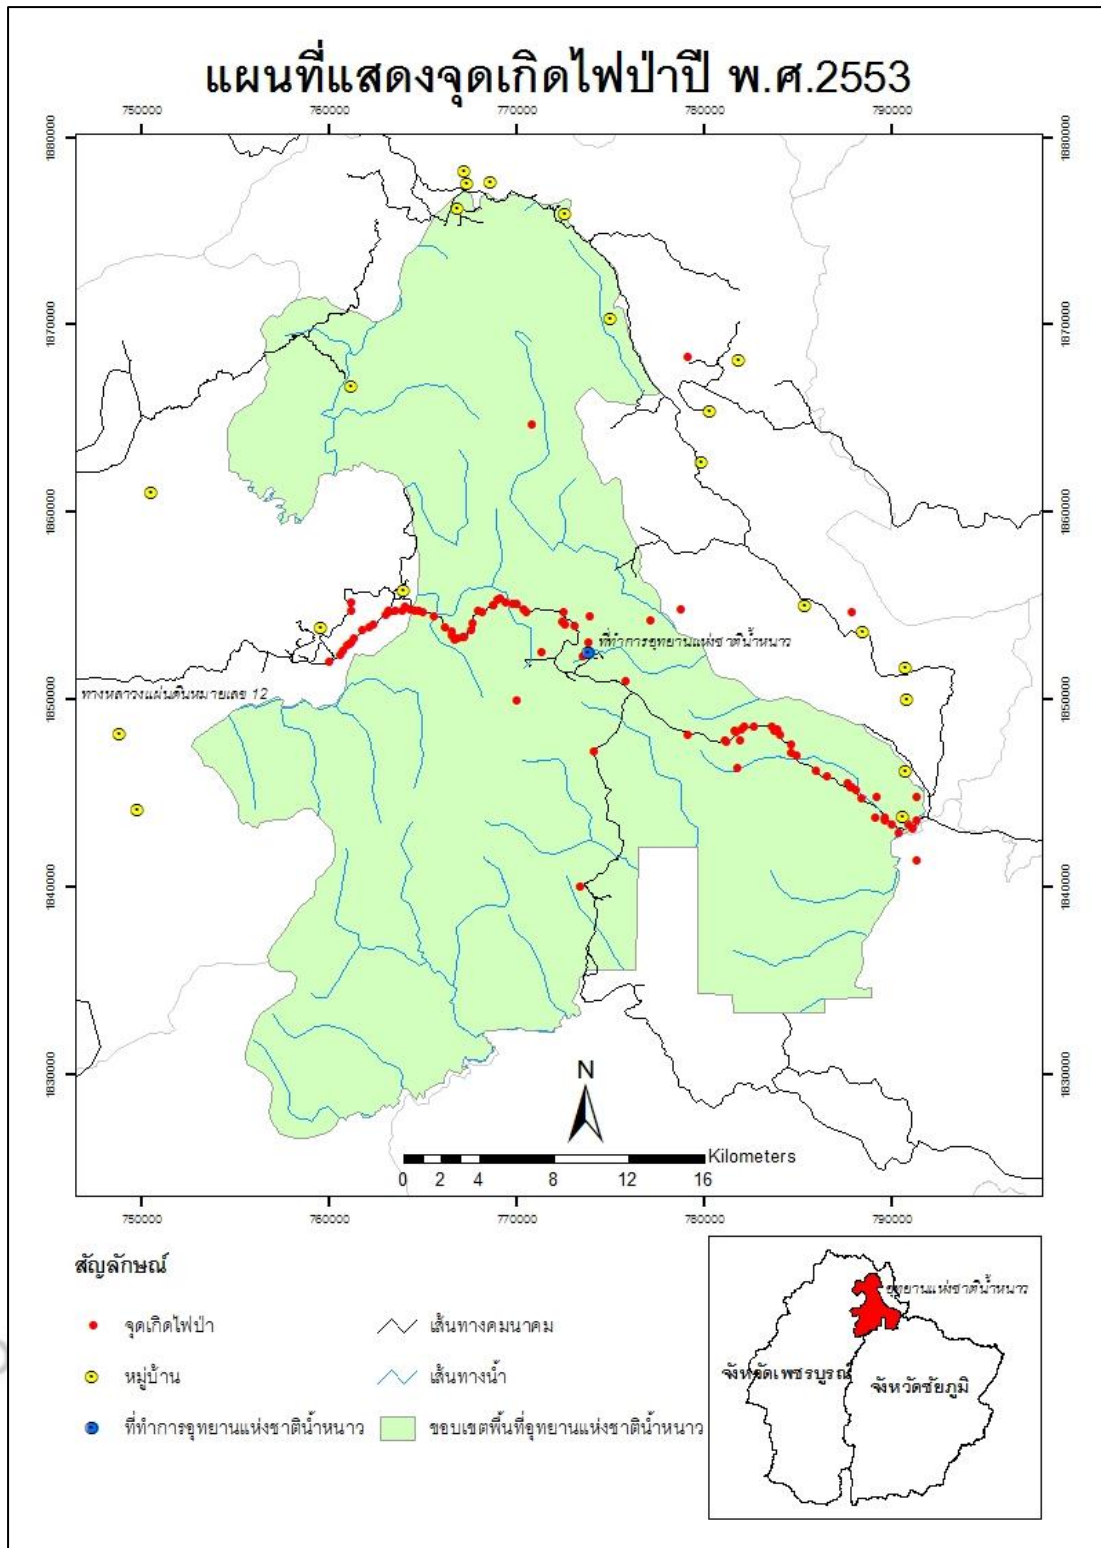 แผนที่แสดงจุดเกิดไฟป่าปี พ.ศ.2553
750000 760000 770000 780000 790000
1880000 1880000
1870000 1870000
1860000 1860000
ที่ทำการอุทยานแห่งชาติน้ำหนาว
ทางหลวงแผ่นดินหมายเลข 12
1850000 1850000
1840000 1840000
1830000 1830000
N
Kilometers
0 2 4 8 12 16
750000 760000 770000 780000 790000
สัญลักษณ์
จุดเกิดไฟป่า
เส้นทางคมนาคม
หมู่บ้าน
เส้นทางน้ำ
ที่ทำการอุทยานแห่งชาติน้ำหนาว
ขอบเขตพื้นที่อุทยานแห่งชาติน้ำหนาว
อุทยานแห่งชาติน้ำหนาว
จังหวัดเพชรบูรณ์
จังหวัดชัยภูมิ